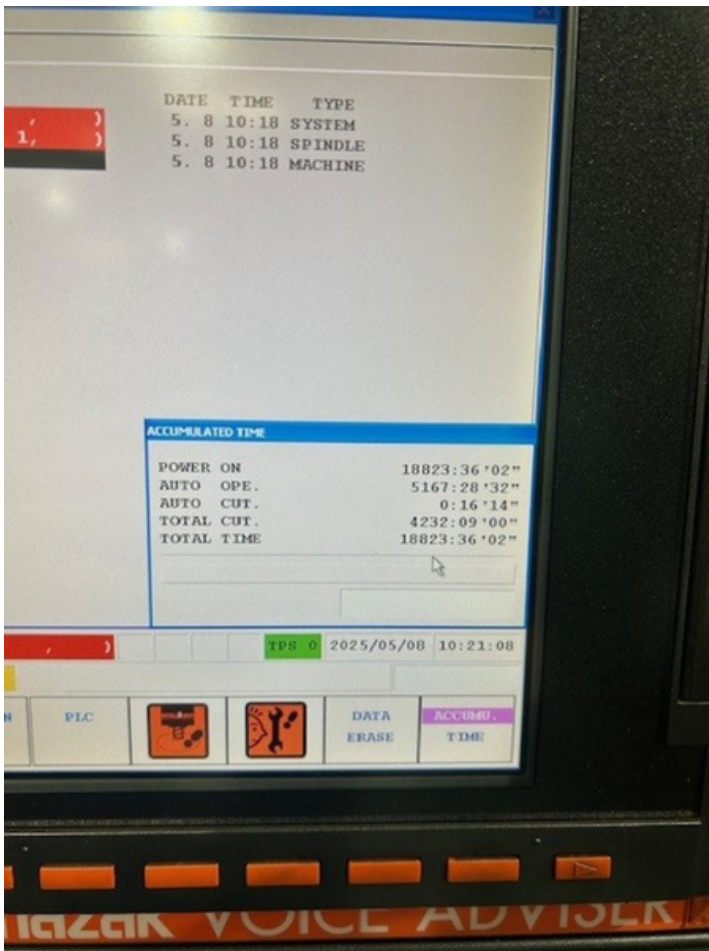 DATE TIME TYPE
, )
5. 8 10:18 SYSTEM
1, )
5. 8 10:18 SPINDLE
5. 8 10:18 MACHINE
ACCUMULATED TIME
POWER ON 18823:36'02"
AUTO OPE. 5167:28'32"
AUTO CUT. 0:16'14"
TOTAL CUT. 4232:09'00"
TOTAL TIME 18823:36'02"
, )
TPS 0 2025/05/08 10:21:08
N
PLC
DATA
ERASE
ACCUMU.
TIME
mazak VOICE ADVISER